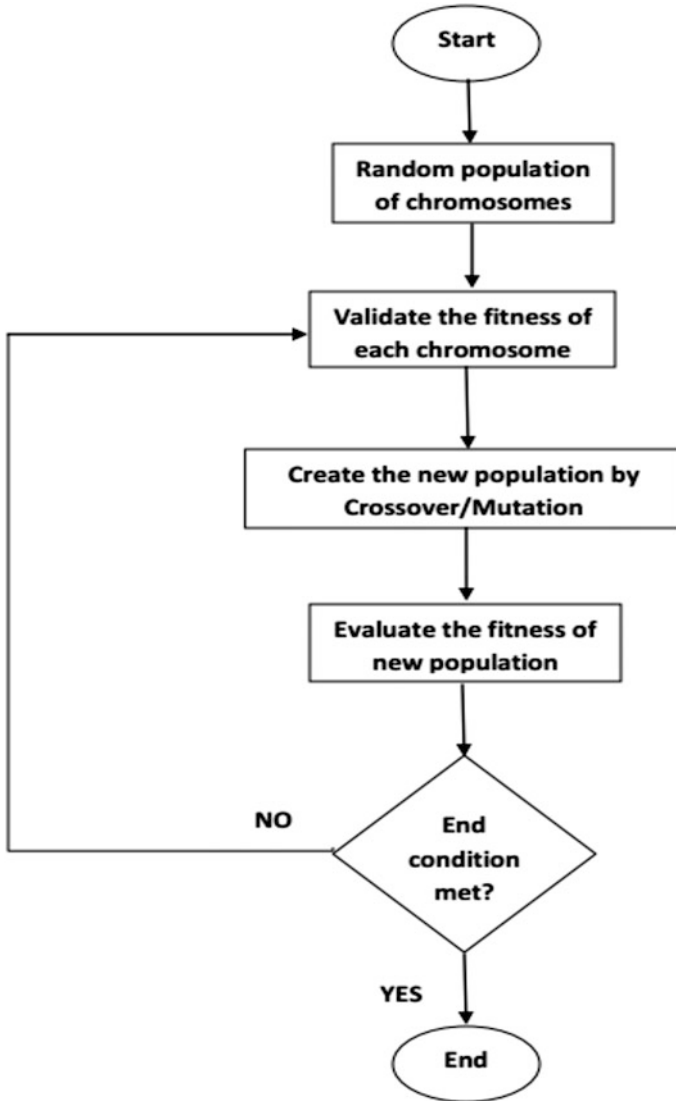 Start
Random population
of chromosomes
Validate the fitness of
each chromosome
Create the new population by
Crossover/Mutation
Evaluate the fitness of
new population
NO
End
condition
met?
YES
End